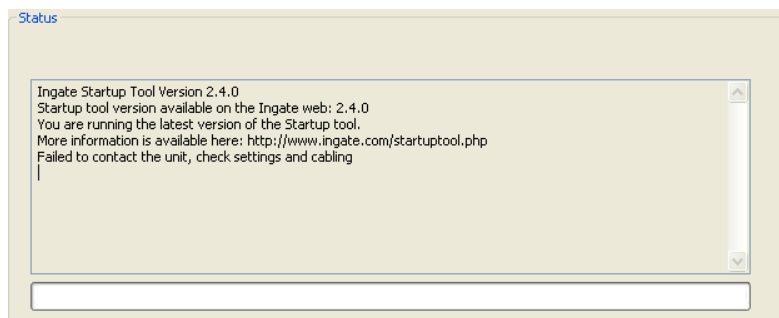 Status
Ingate Startup Tool Version 2.4.0
Startup tool version available on the Ingate web: 2.4.0
You are running the latest version of the Startup tool.
More information is available here: http://www.ingate.com/startuptool.php
Failed to contact the unit, check settings and cabling